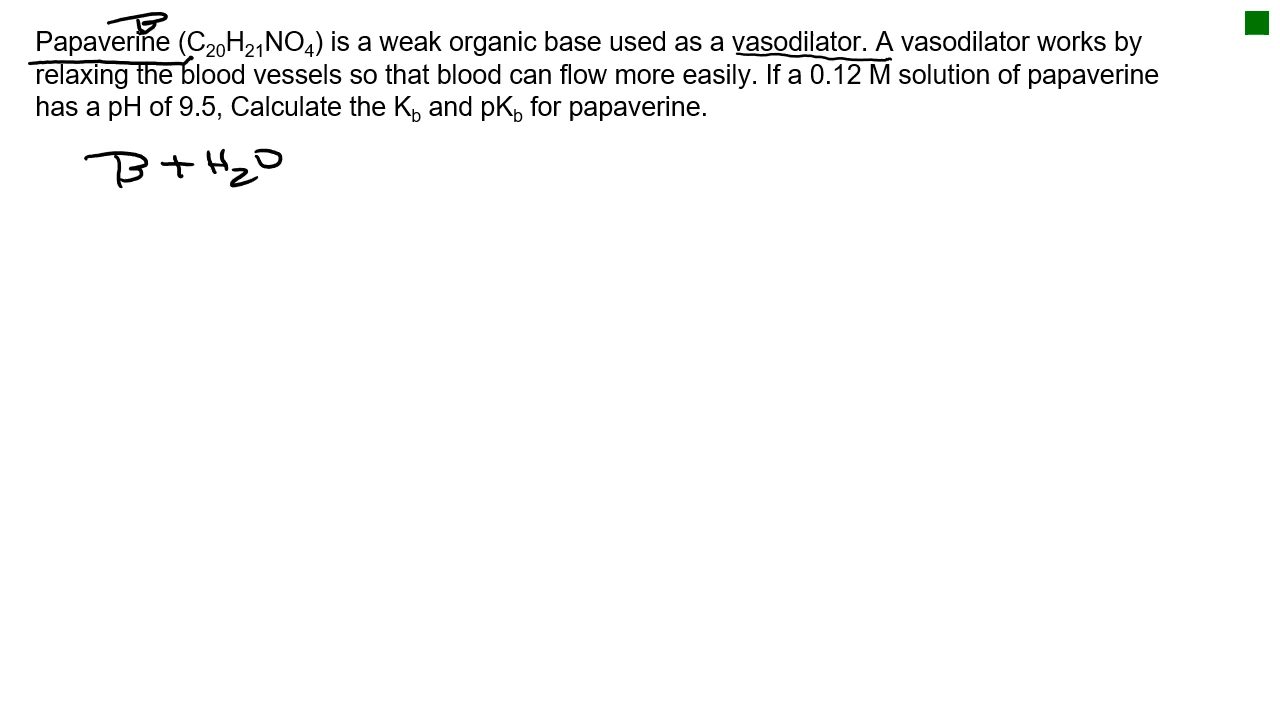 B
Papaverine (C₂₀H₂₁NO₄) is a weak organic base used as a vasodilator. A vasodilator works by
relaxing the blood vessels so that blood can flow more easily. If a 0.12 M solution of papaverine
has a pH of 9.5, Calculate the K_b and pK_b for papaverine.
B + H₂O